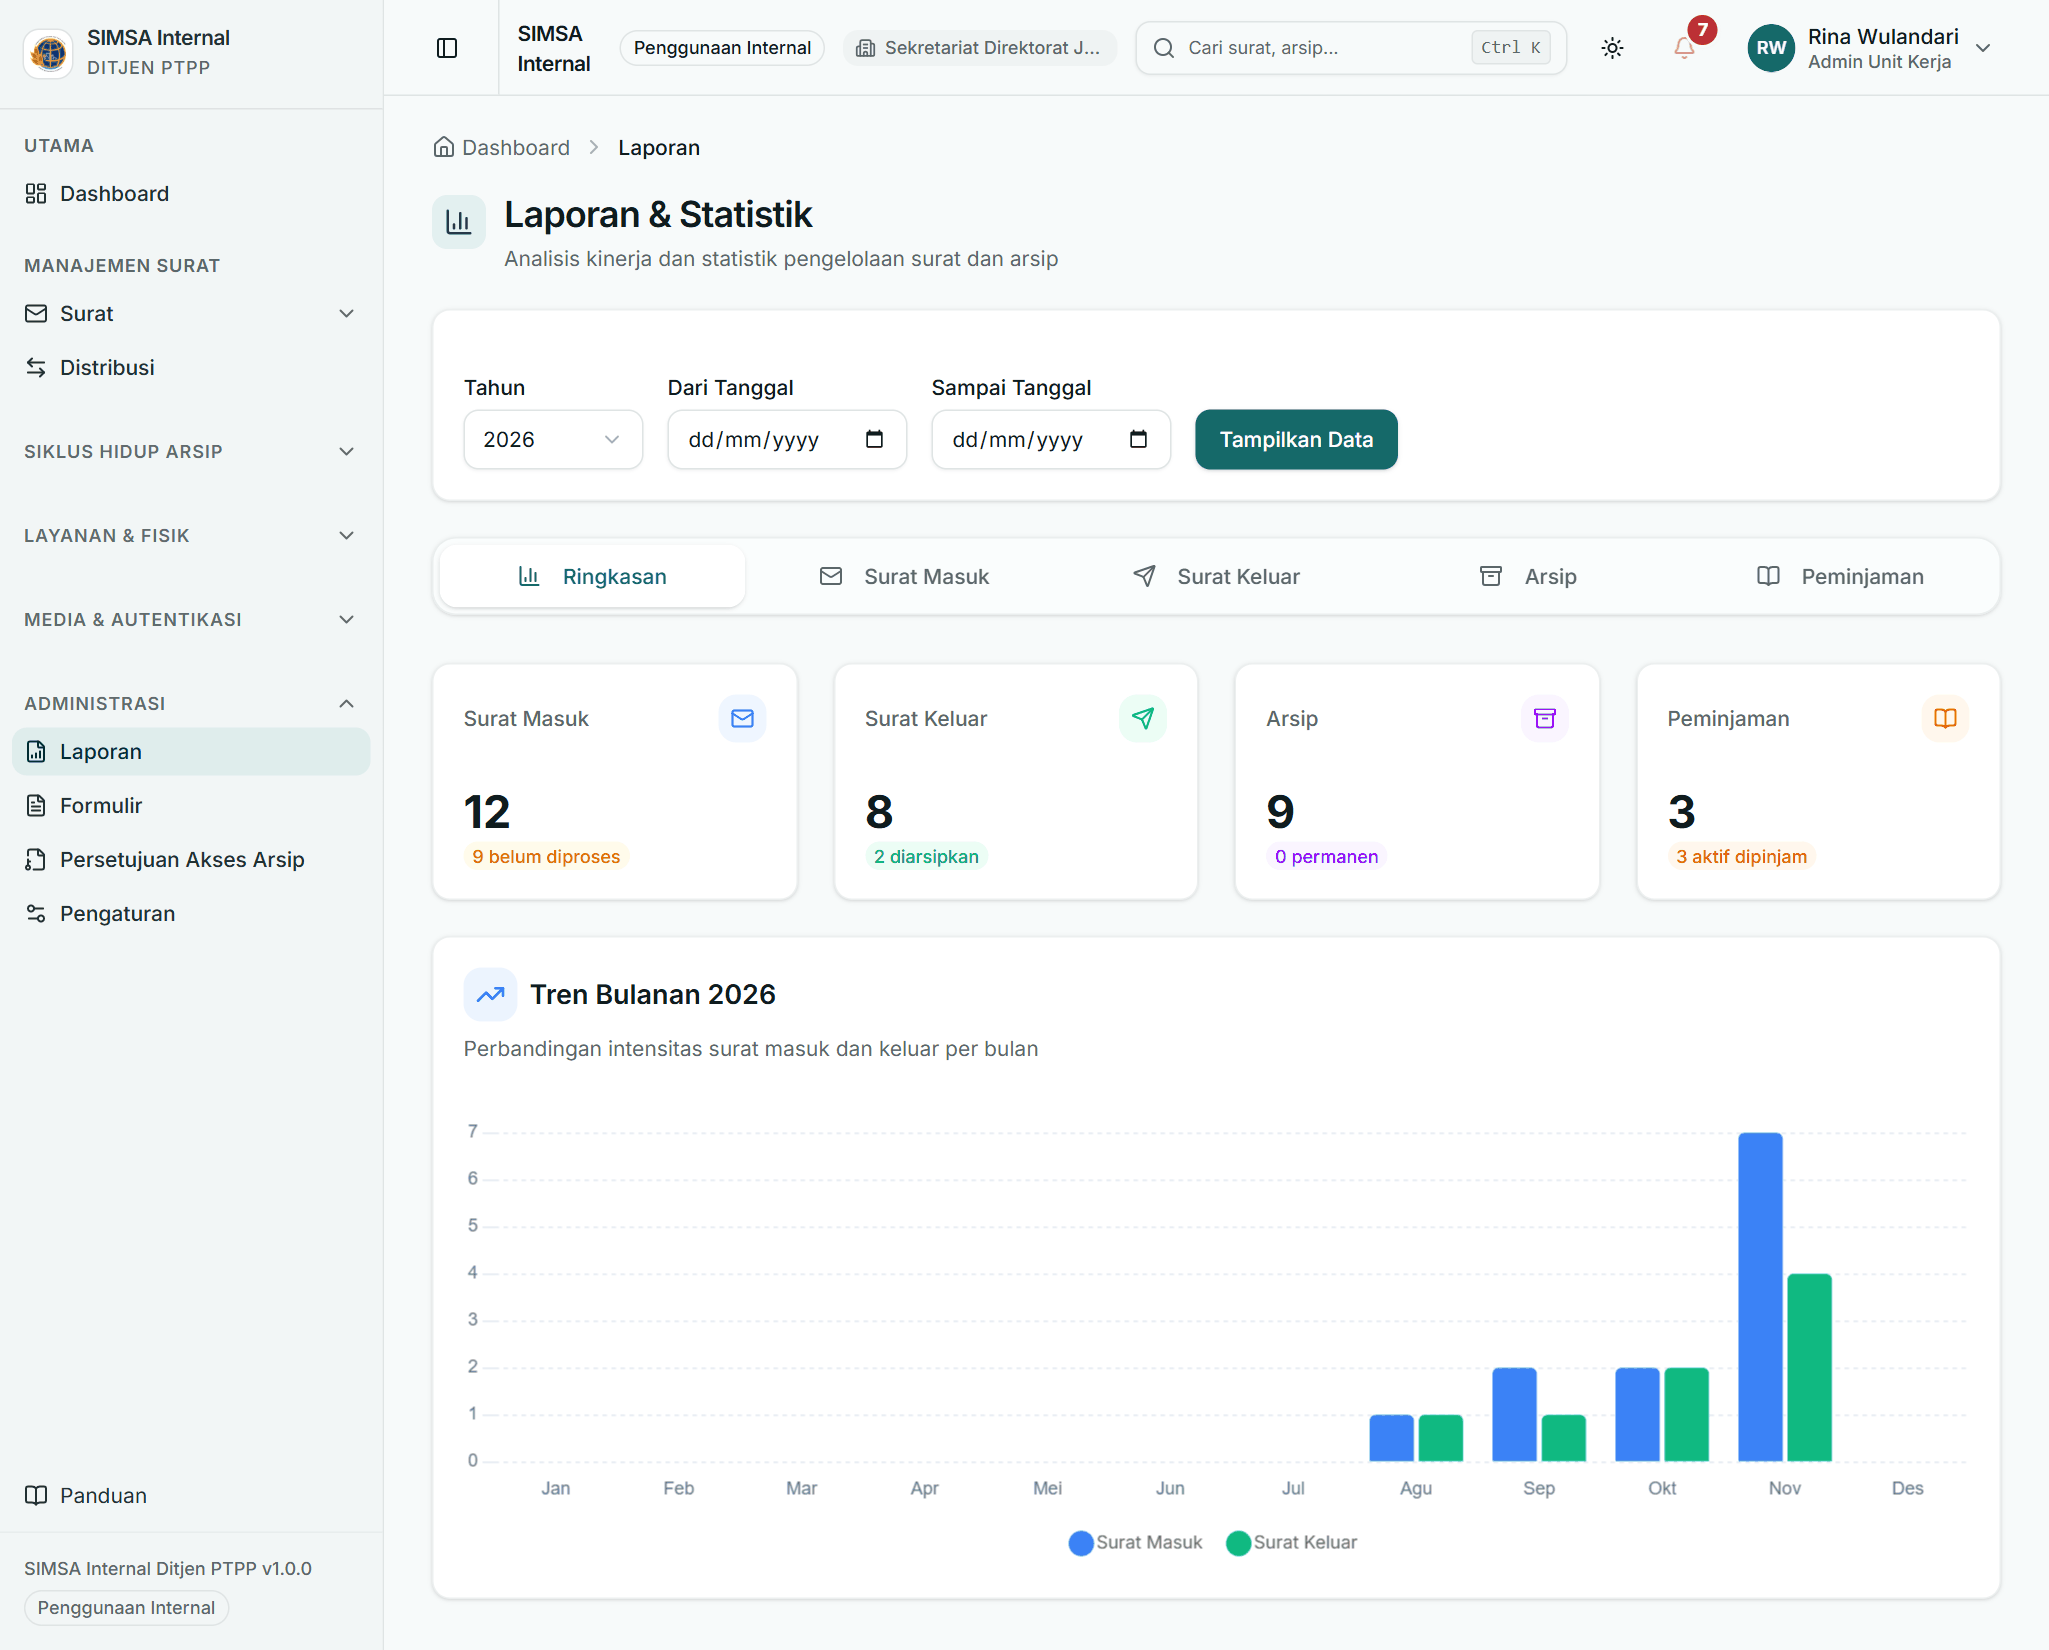 SIMSA Internal
DITJEN PTPP
UTAMA
Dashboard
MANAJEMEN SURAT
Surat
Distribusi
SIKLUS HIDUP ARSIP
LAYANAN & FISIK
MEDIA & AUTENTIKASI
ADMINISTRASI
Laporan
Formulir
Persetujuan Akses Arsip
Pengaturan
Panduan
SIMSA Internal Ditjen PTPP v1.0.0
Penggunaan Internal
SIMSA
Internal
Penggunaan Internal
Sekretariat Direktorat J...
Cari surat, arsip...
Ctrl K
7
RW
Rina Wulandari
Admin Unit Kerja
Dashboard
Laporan
Laporan & Statistik
Analisis kinerja dan statistik pengelolaan surat dan arsip
Tahun
2026
Dari Tanggal
dd/mm/yyyy
Sampai Tanggal
dd/mm/yyyy
Tampilkan Data
Ringkasan
Surat Masuk
Surat Keluar
Arsip
Peminjaman
Surat Masuk
12
9 belum diproses
Surat Keluar
8
2 diarsipkan
Arsip
9
0 permanen
Peminjaman
3
3 aktif dipinjam
Tren Bulanan 2026
Perbandingan intensitas surat masuk dan keluar per bulan
7
6
5
4
3
2
1
0
Jan Feb Mar Apr Mei Jun Jul Agu Sep Okt Nov Des
Surat Masuk Surat Keluar